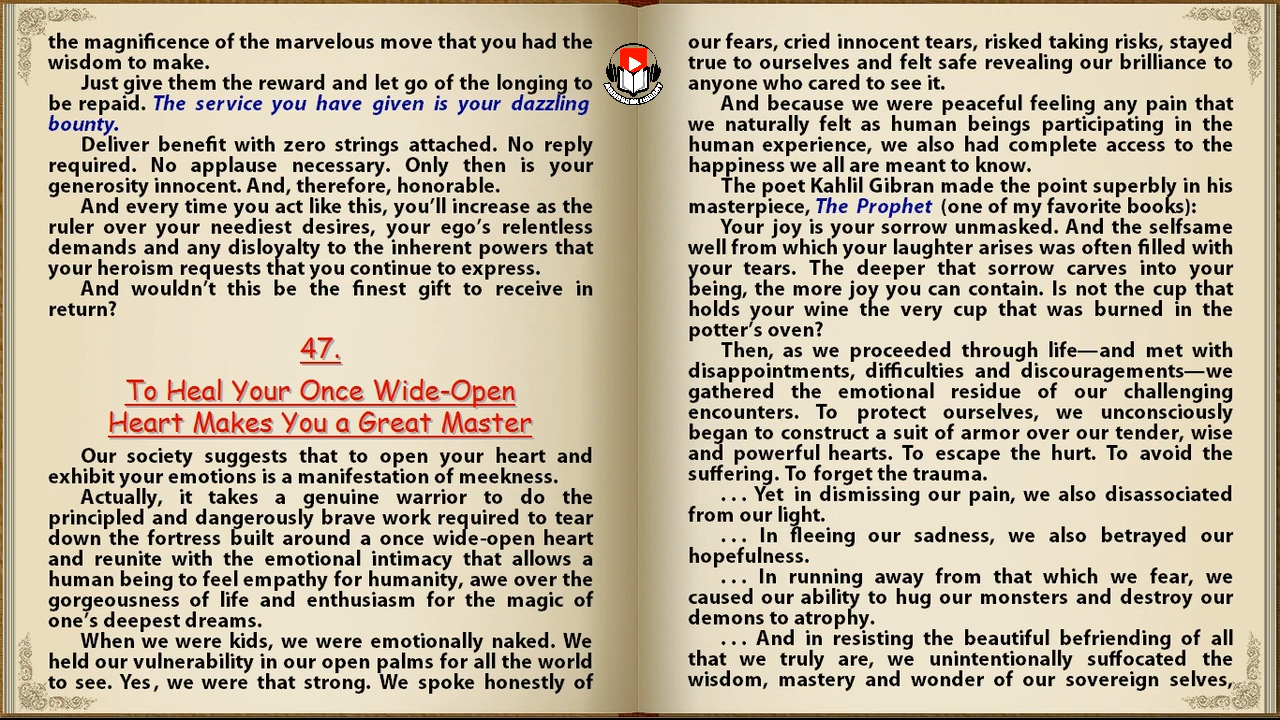 the magnificence of the marvelous move that you had the
wisdom to make.
Just give them the reward and let go of the longing to
be repaid. The service you have given is your dazzling
bounty.
Deliver benefit with zero strings attached. No reply
required. No applause necessary. Only then is your
generosity innocent. And, therefore, honorable.
And every time you act like this, you’ll increase as the
ruler over your neediest desires, your ego’s relentless
demands and any disloyalty to the inherent powers that
your heroism requests that you continue to express.
And wouldn’t this be the finest gift to receive in
return?
47.
To Heal Your Once Wide-Open
Heart Makes You a Great Master
Our society suggests that to open your heart and
exhibit your emotions is a manifestation of meekness.
Actually, it takes a genuine warrior to do the
principled and dangerously brave work required to tear
down the fortress built around a once wide-open heart
and reunite with the emotional intimacy that allows a
human being to feel empathy for humanity, awe over the
gorgeousness of life and enthusiasm for the magic of
one’s deepest dreams.
When we were kids, we were emotionally naked. We
held our vulnerability in our open palms for all the world
to see. Yes, we were that strong. We spoke honestly of
our fears, cried innocent tears, risked taking risks, stayed
true to ourselves and felt safe revealing our brilliance to
anyone who cared to see it.
And because we were peaceful feeling any pain that
we naturally felt as human beings participating in the
human experience, we also had complete access to the
happiness we all are meant to know.
The poet Kahlil Gibran made the point superbly in his
masterpiece, The Prophet (one of my favorite books):
Your joy is your sorrow unmasked. And the selfsame
well from which your laughter arises was often filled with
your tears. The deeper that sorrow carves into your
being, the more joy you can contain. Is not the cup that
holds your wine the very cup that was burned in the
potter’s oven?
Then, as we proceeded through life—and met with
disappointments, difficulties and discouragements—we
gathered the emotional residue of our challenging
encounters. To protect ourselves, we unconsciously
began to construct a suit of armor over our tender, wise
and powerful hearts. To escape the hurt. To avoid the
suffering. To forget the trauma.
. . . Yet in dismissing our pain, we also disassociated
from our light.
. . . In fleeing our sadness, we also betrayed our
hopefulness.
. . . In running away from that which we fear, we
caused our ability to hug our monsters and destroy our
demons to atrophy.
. . . And in resisting the beautiful befriending of all
that we truly are, we unintentionally suffocated the
wisdom, mastery and wonder of our sovereign selves,